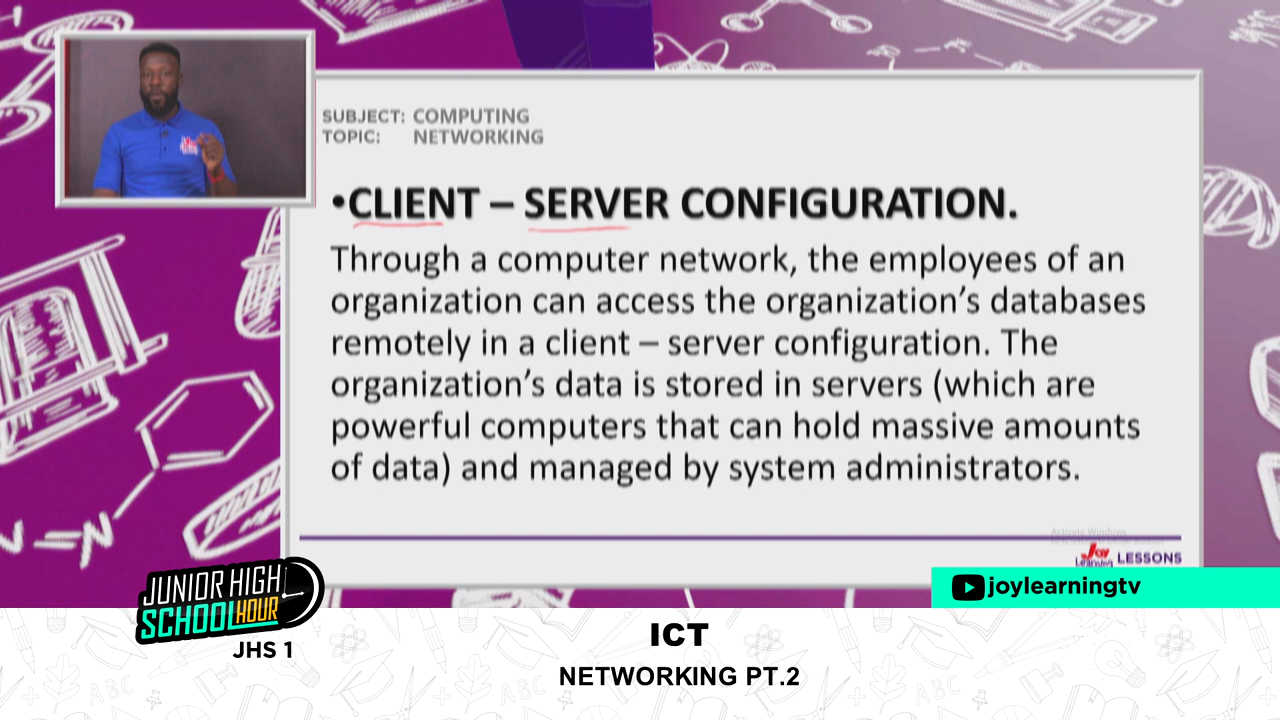 SUBJECT: COMPUTING
TOPIC: NETWORKING
•CLIENT – SERVER CONFIGURATION.
Through a computer network, the employees of an
organization can access the organization’s databases
remotely in a client – server configuration. The
organization’s data is stored in servers (which are
powerful computers that can hold massive amounts
of data) and managed by system administrators.
Activate Windows
Joy
Learning LESSONS
joylearningtv
JUNIOR HIGH
SCHOOL HOUR
JHS 1
ICT
NETWORKING PT.2